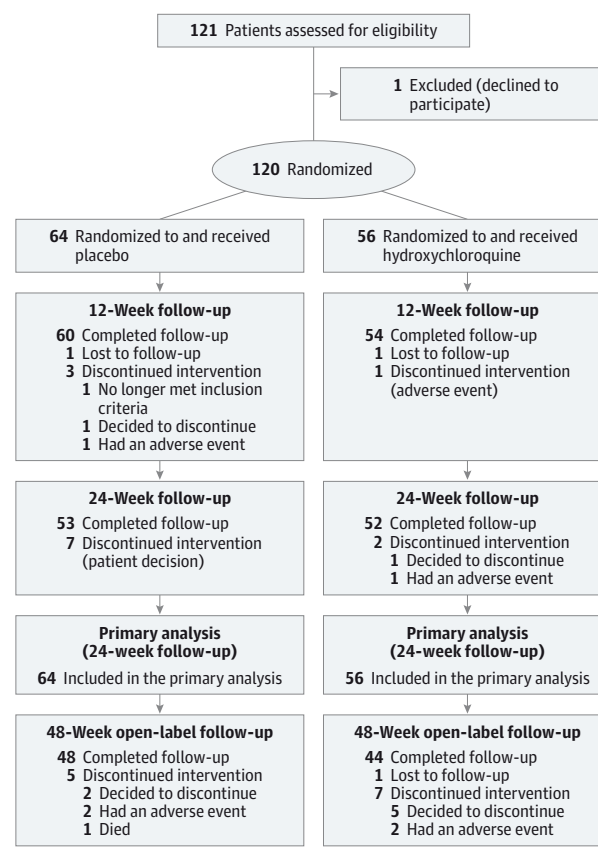 121 Patients assessed for eligibility
1 Excluded (declined to
participate)
120 Randomized
64 Randomized to and received
placebo
56 Randomized to and received
hydroxychloroquine
12-Week follow-up
60 Completed follow-up
1 Lost to follow-up
3 Discontinued intervention
1 No longer met inclusion
criteria
1 Decided to discontinue
1 Had an adverse event
12-Week follow-up
54 Completed follow-up
1 Lost to follow-up
1 Discontinued intervention
(adverse event)
24-Week follow-up
53 Completed follow-up
7 Discontinued intervention
(patient decision)
24-Week follow-up
52 Completed follow-up
2 Discontinued intervention
1 Decided to discontinue
1 Had an adverse event
Primary analysis
(24-week follow-up)
64 Included in the primary analysis
Primary analysis
(24-week follow-up)
56 Included in the primary analysis
48-Week open-label follow-up
48 Completed follow-up
5 Discontinued intervention
2 Decided to discontinue
2 Had an adverse event
1 Died
48-Week open-label follow-up
44 Completed follow-up
1 Lost to follow-up
7 Discontinued intervention
5 Decided to discontinue
2 Had an adverse event